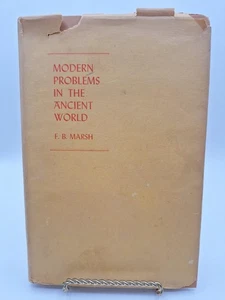 MODERN
PROBLEMS
IN THE
ANCIENT
WORLD
F. B. MARSH